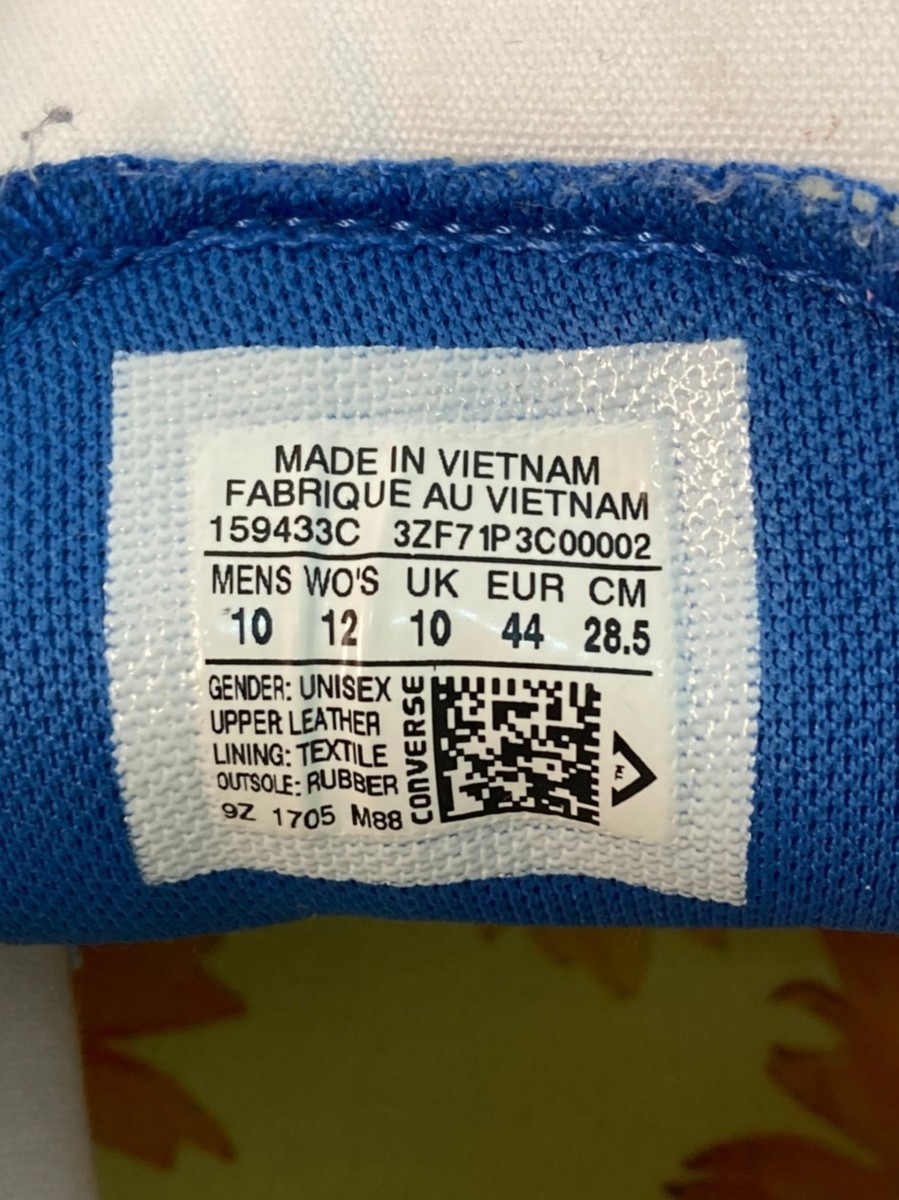 MADE IN VIETNAM
FABRIQUE AU VIETNAM
159433C 3ZF71P3C00002
MENS WO'S UK EUR CM
10 12 10 44 28.5
GENDER: UNISEX
UPPER LEATHER
LINING: TEXTILE
OUTSOLE: RUBBER
9Z 1705 M88
CONVERSE